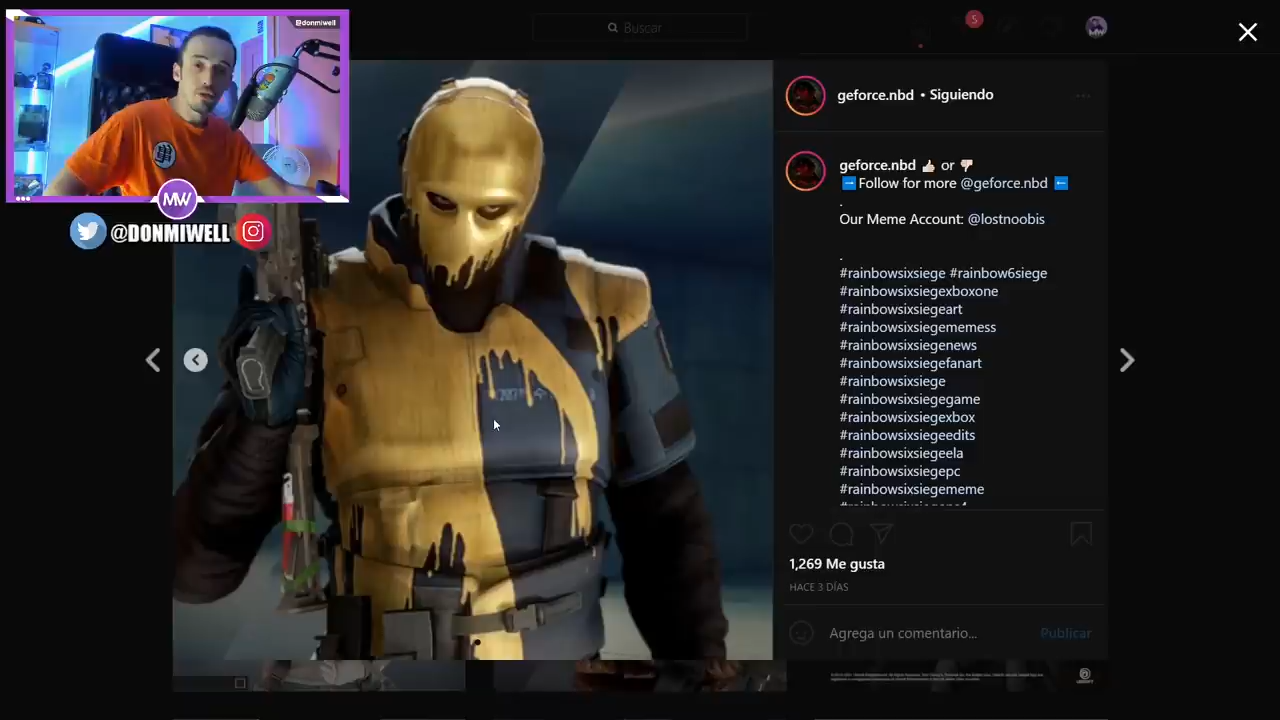 @donmiwell
MW
@DONMIWELL
Buscar
5
geforce.nbd • Siguiendo
geforce.nbd 👍🏻 or 👎🏻
➡️Follow for more @geforce.nbd ⬅️
.
Our Meme Account: @lostnoobis
.
#rainbowsixsiege #rainbow6siege
#rainbowsixsiegexboxone
#rainbowsixsiegeart
#rainbowsixsiegememess
#rainbowsixsiegenews
#rainbowsixsiegefanart
#rainbowsixsiege
#rainbowsixsiegegame
#rainbowsixsiegexbox
#rainbowsixsiegeedits
#rainbowsixsiegeela
#rainbowsixsiegepc
#rainbowsixsiegememe
1,269 Me gusta
HACE 3 DÍAS
Agrega un comentario...
Publicar
UBISOFT